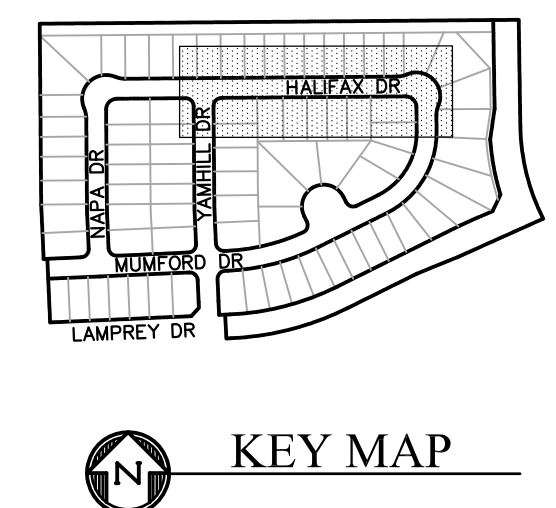 HALIFAX DR
YAMHILL DR
NAPA DR
MUMFORD DR
LAMPREY DR
KEY MAP
N